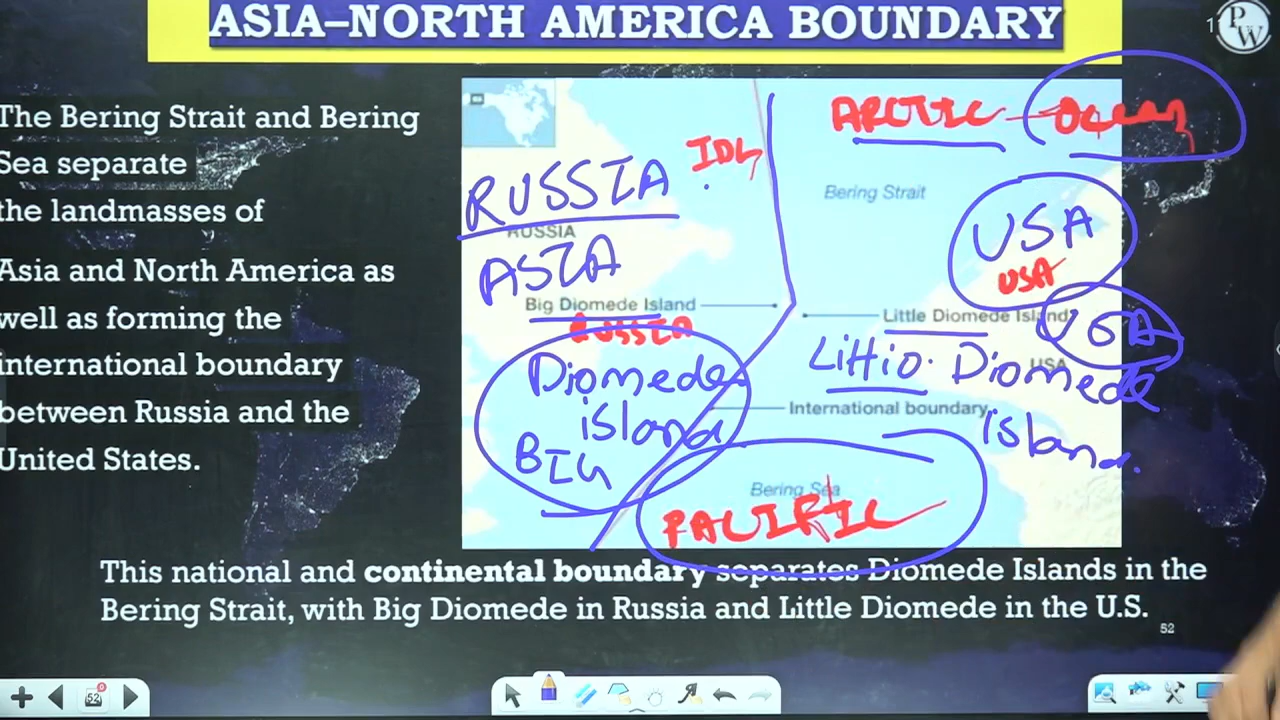 ASIA–NORTH AMERICA BOUNDARY
PW
The Bering Strait and Bering
Sea separate
the landmasses of
Asia and North America as
well as forming the
international boundary
between Russia and the
United States.
ARCTIC Ocean
IDL
Bering Strait
RUSSIA
RUSSIA
USA
USA
ASIA
Big Diomede Island
RUSSIA
Little Diomede Island
USA
Diomede
island
BIG
Diomede
island
USA
International boundary
Bering Sea
PACIFIC
This national and continental boundary separates Diomede Islands in the
Bering Strait, with Big Diomede in Russia and Little Diomede in the U.S.
52
52